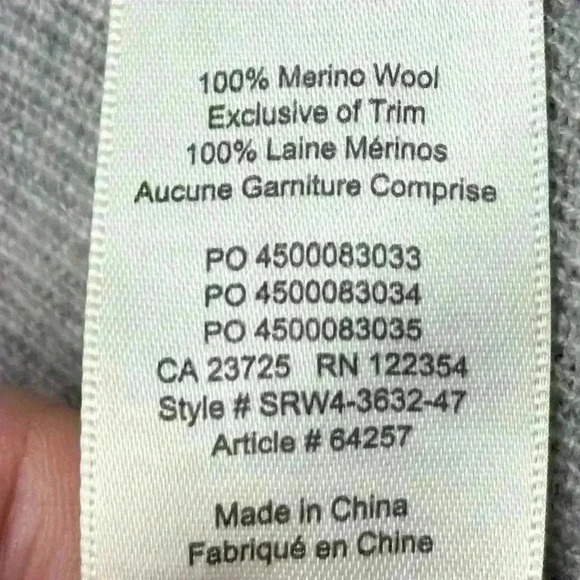 100% Merino Wool
Exclusive of Trim
100% Laine Mérinos
Aucune Garniture Comprise
PO 4500083033
PO 4500083034
PO 4500083035
CA 23725 RN 122354
Style # SRW4-3632-47
Article # 64257
Made in China
Fabriqué en Chine